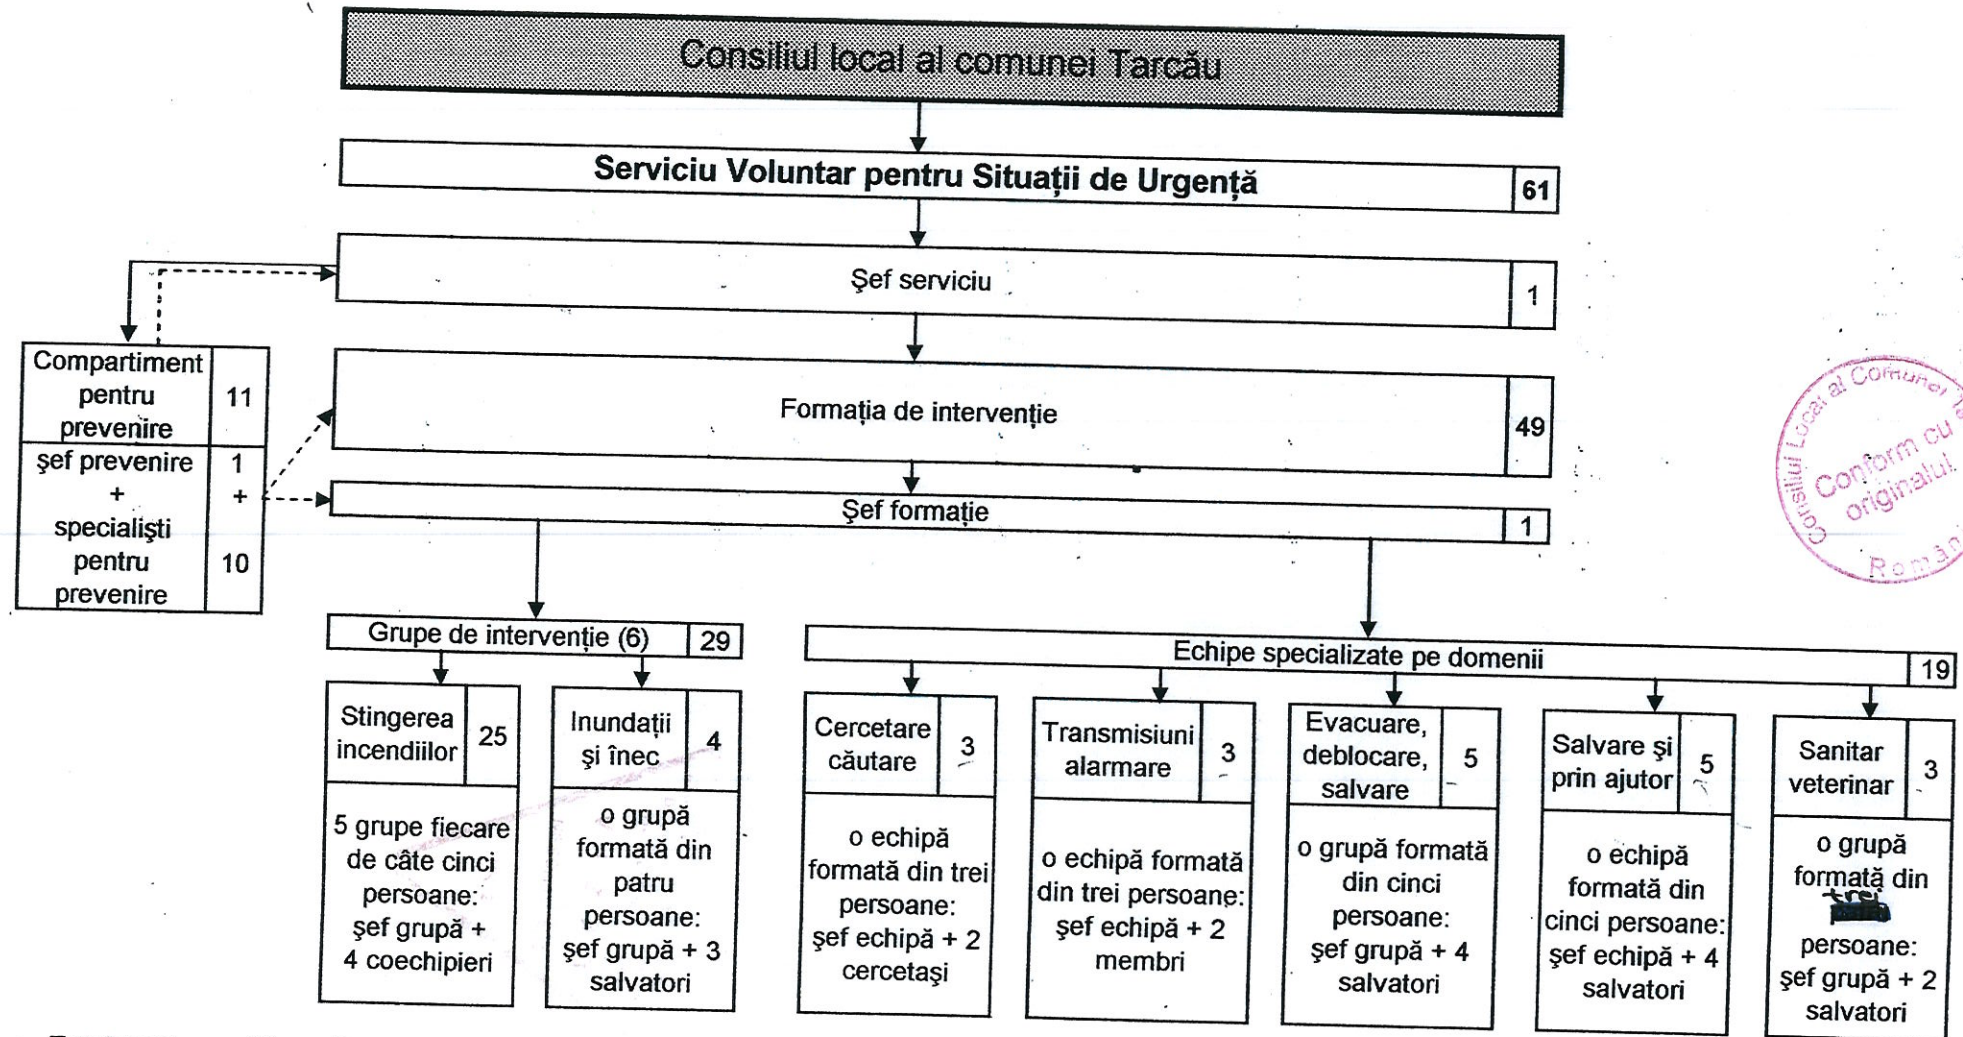 Consiliul local al comunei Tarcău
Serviciu Voluntar pentru Situații de Urgență 61
Şef serviciu 1
Compartiment
pentru 11
prevenire
şef prevenire 1
+ +
specialişti
pentru 10
prevenire
Formația de intervenție 49
Şef formație 1
Grupe de intervenție (6) 29
Stingerea
incendiilor
25
5 grupe fiecare
de câte cinci
persoane:
şef grupă +
4 coechipieri
Inundații
și înec
4
o grupă
formată din
patru
persoane:
şef grupă + 3
salvatori
Echipe specializate pe domenii 19
Cercetare
căutare
3
o echipă
formată din trei
persoane:
şef echipă + 2
cercetaşi
Transmisiuni
alarmare
3
o echipă formată
din trei persoane:
şef echipă + 2
membri
Evacuare,
deblocare,
salvare
5
o grupă formată
din cinci
persoane:
şef grupă + 4
salvatori
Salvare şi
prin ajutor
5
o echipă
formată din
cinci persoane:
şef echipă + 4
salvatori
Sanitar
veterinar
3
o grupă
formată din
trei
persoane:
şef grupă + 2
salvatori
Consiliul Local al Comunei
Conform cu
originalul